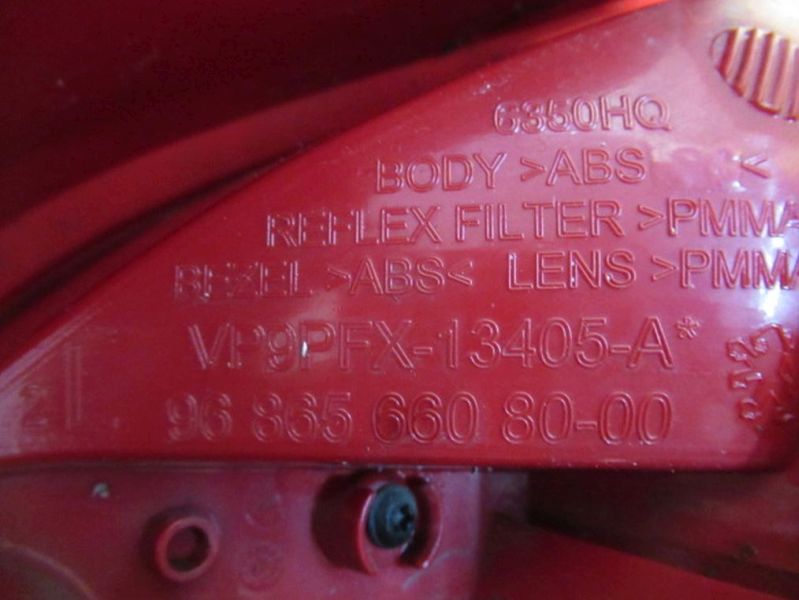 6350HQ
BODY >ABS <
REFLEX FILTER >PMMA
BEZEL >ABS< LENS >PMMA
VP9PFX-13405-A*
96 865 660 80-00